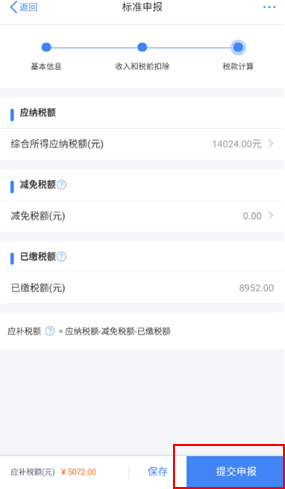 返回 标准申报 ···
基本信息 收入和税前扣除 税款计算
应纳税额
综合所得应纳税额(元) 14024.00元
减免税额?
减免税额(元) 0.00
已缴税额?
已缴税额(元) 8952.00
应补税额 ? = 应纳税额-减免税额-已缴税额
应补税额(元) ¥ 5072.00 保存 提交申报